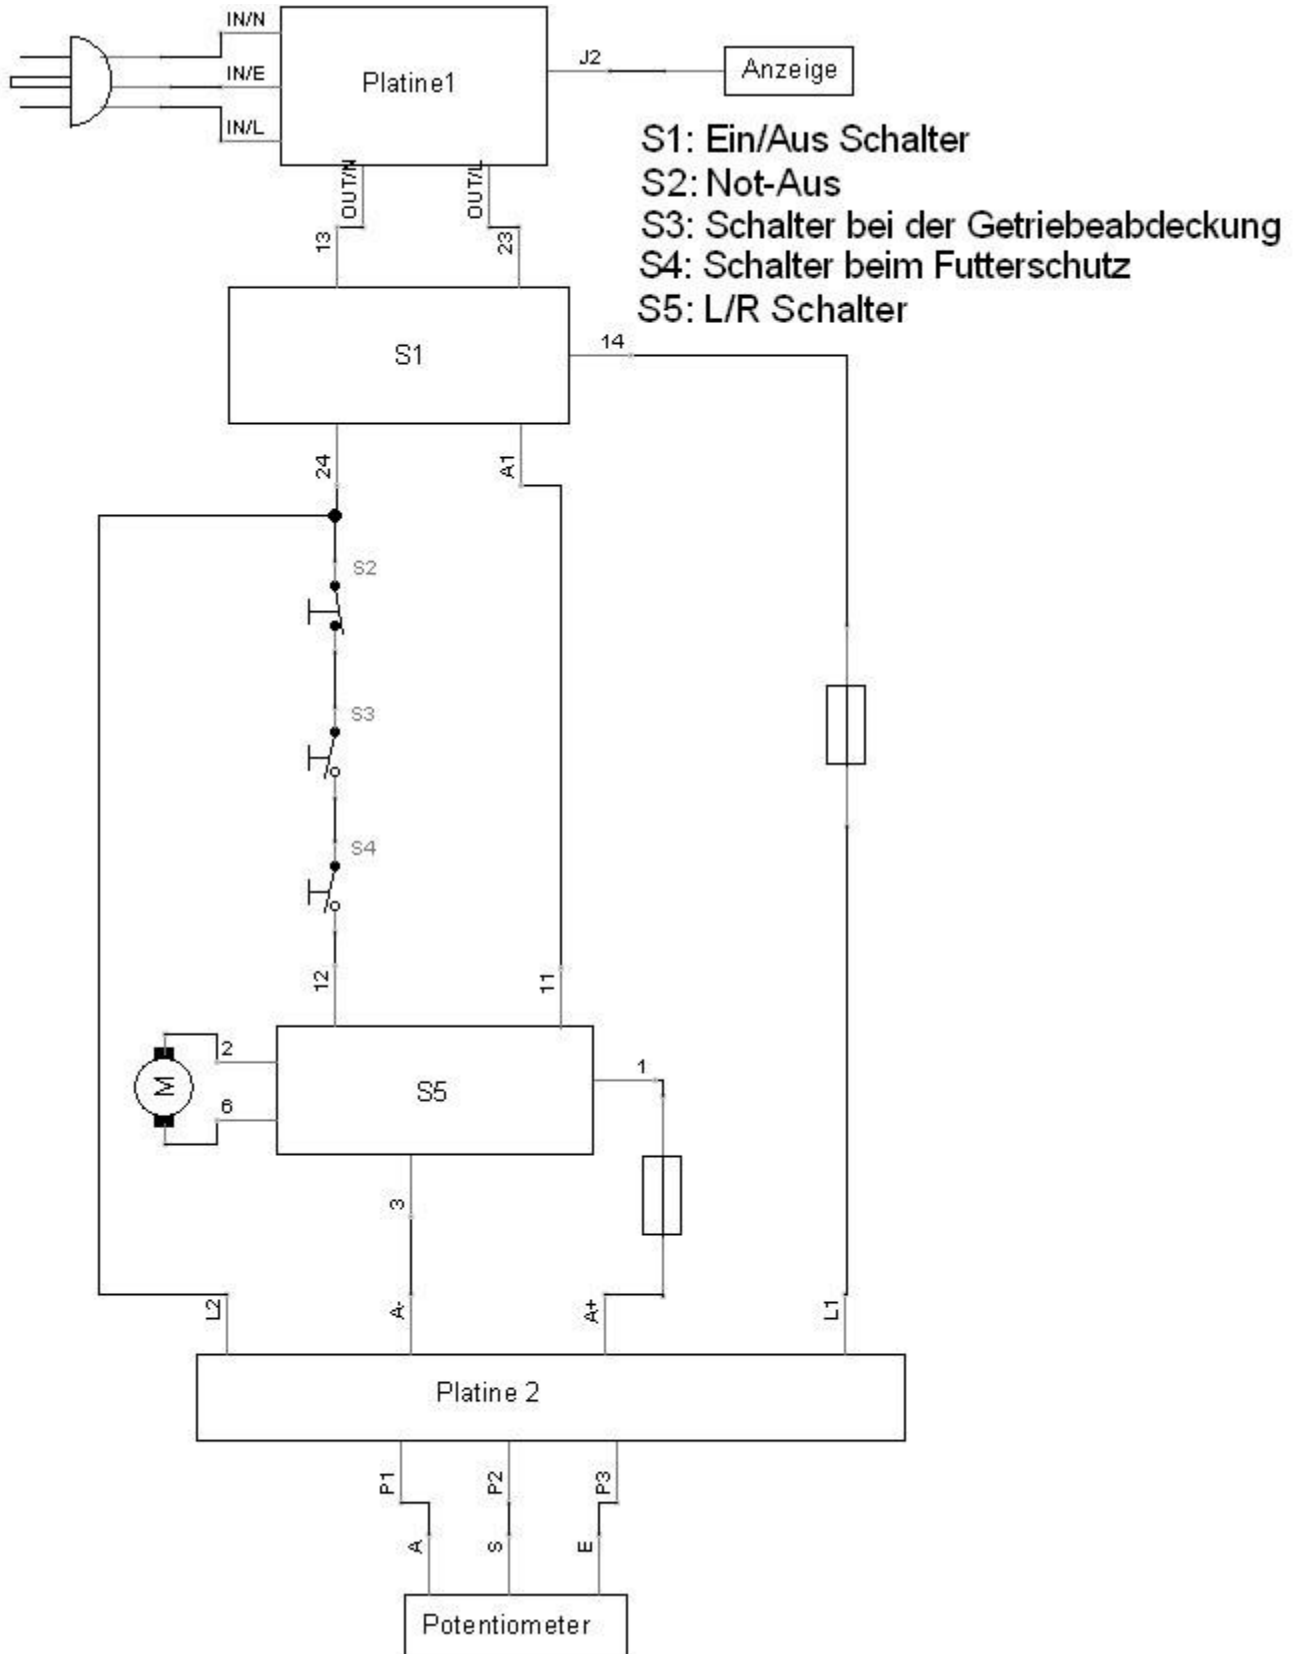 IN/N
IN/E
IN/L
Platine1
J2
Anzeige
OUT/N
OUT/L
13
23
S1: Ein/Aus Schalter
S2: Not-Aus
S3: Schalter bei der Getriebeabdeckung
S4: Schalter beim Futterschutz
S5: L/R Schalter
S1
14
24
A1
S2
S3
S4
12
11
2
M
6
S5
1
3
L2
A-
A+
L1
Platine 2
P1
P2
P3
A
S
E
Potentiometer